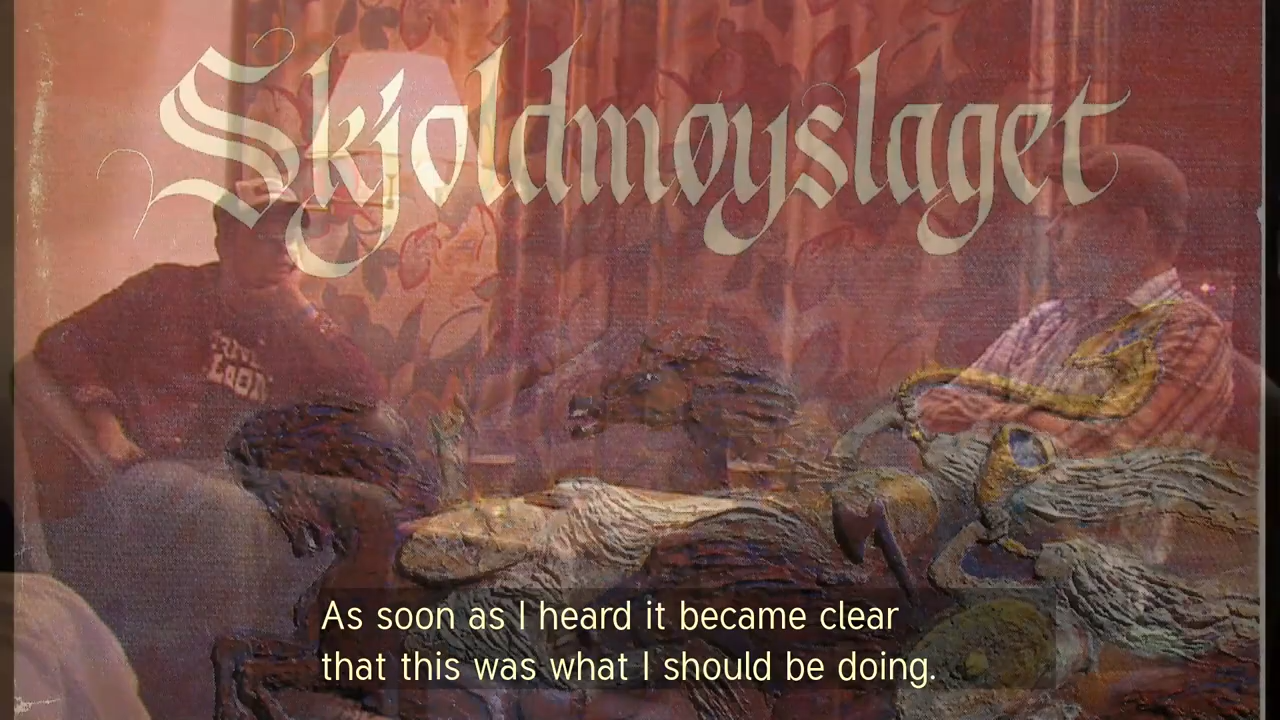 Skjoldmøyslaget
As soon as I heard it became clear
that this was what I should be doing.